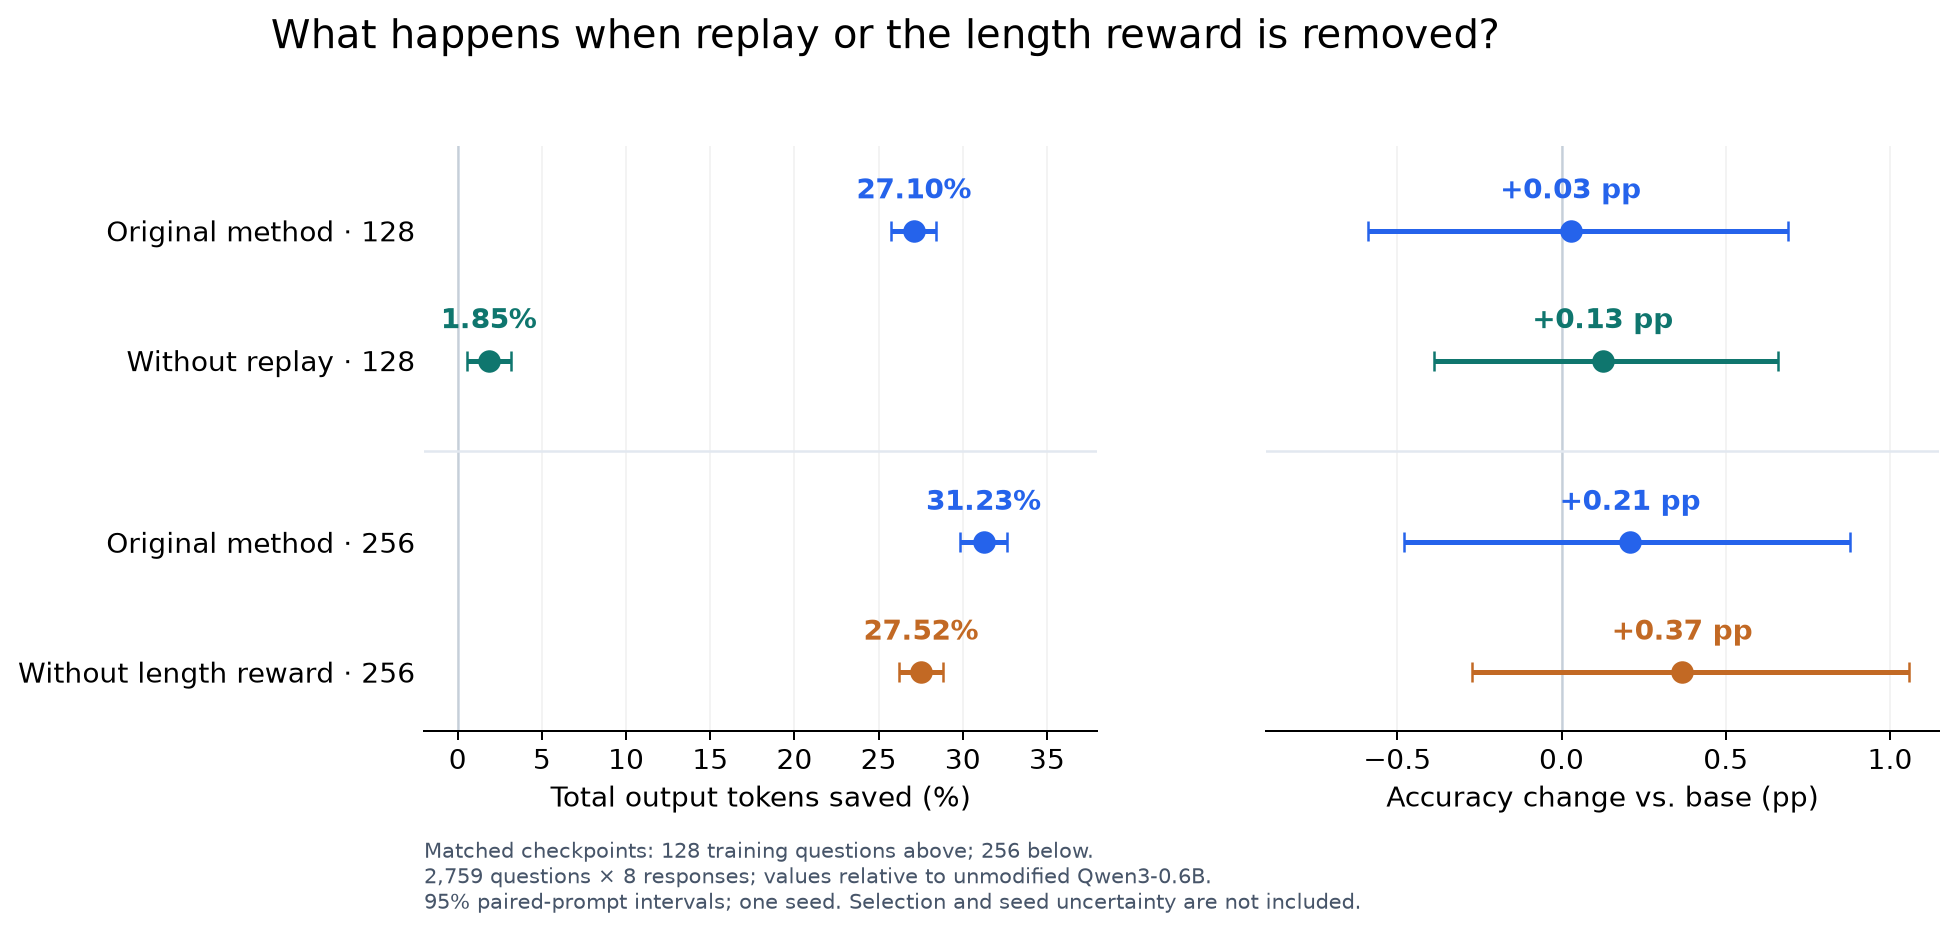 What happens when replay or the length reward is removed?
27.10%
+0.03 pp
Original method · 128
1.85%
+0.13 pp
Without replay · 128
31.23%
+0.21 pp
Original method · 256
27.52%
+0.37 pp
Without length reward · 256
0 5 10 15 20 25 30 35
−0.5 0.0 0.5 1.0
Total output tokens saved (%)
Accuracy change vs. base (pp)
Matched checkpoints: 128 training questions above; 256 below.
2,759 questions × 8 responses; values relative to unmodified Qwen3-0.6B.
95% paired-prompt intervals; one seed. Selection and seed uncertainty are not included.